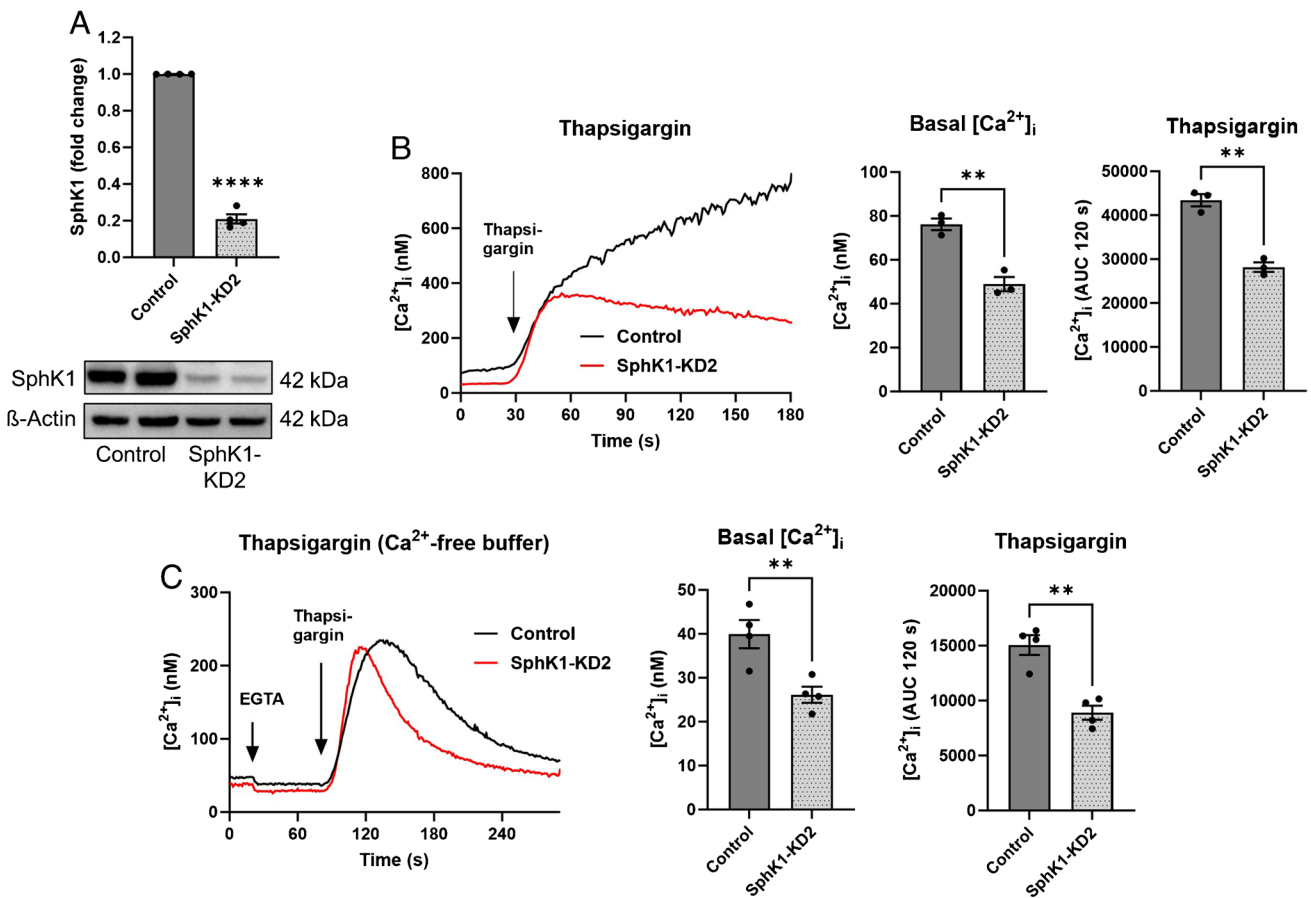 A
SphK1 (fold change)
1.2
1.0
0.8
0.6
0.4
0.2
0.0
****
Control
SphK1-KD2
SphK1
42 kDa
ß-Actin
42 kDa
Control
SphK1-
KD2
B
Thapsigargin
[Ca2+]i (nM)
800
600
400
200
0
Thapsi-
gargin
Control
SphK1-KD2
0 30 60 90 120 150 180
Time (s)
Basal [Ca2+]i
[Ca2+]i (nM)
100
80
60
40
20
0
**
Control
SphK1-KD2
Thapsigargin
[Ca2+]i (AUC 120 s)
50000
40000
30000
20000
10000
0
**
Control
SphK1-KD2
C
Thapsigargin (Ca2+-free buffer)
[Ca2+]i (nM)
300
200
100
0
EGTA
Thapsi-
gargin
Control
SphK1-KD2
0 60 120 180 240
Time (s)
Basal [Ca2+]i
[Ca2+]i (nM)
50
40
30
20
10
0
**
Control
SphK1-KD2
Thapsigargin
[Ca2+]i (AUC 120 s)
20000
15000
10000
5000
0
**
Control
SphK1-KD2